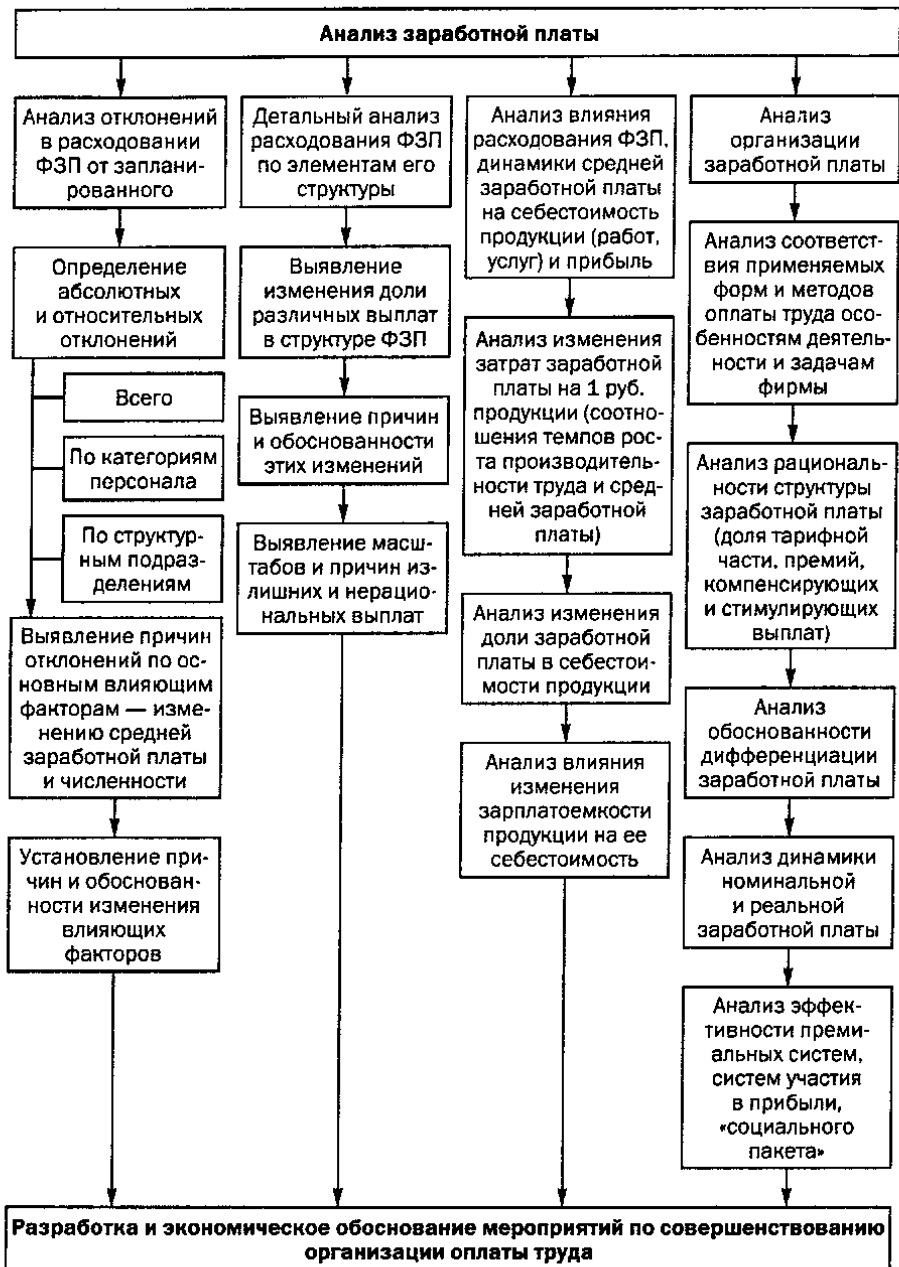 Анализ заработной платы
Анализ отклонений
в расходовании
ФЗП от заплани-
рованного
Определение
абсолютных
и относительных
отклонений
Всего
По категориям
персонала
По структур-
ным подраз-
делениям
Выявление причин
отклонений по ос-
новным влияющим
факторам — изме-
нению средней
заработной платы
и численности
Установление при-
чин и обоснован-
ности изменения
влияющих
факторов
Детальный анализ
расходования ФЗП
по элементам его
структуры
Выявление
изменения доли
различных выплат
в структуре ФЗП
Выявление причин
и обоснованности
этих изменений
Выявление масш-
табов и причин из-
лишних и нерацио-
нальных выплат
Анализ влияния
расходования ФЗП,
динамики средней
заработной платы
на себестоимость
продукции (работ,
услуг) и прибыль
Анализ изменения
затрат заработной
платы на 1 руб.
продукции (соотно-
шения темпов рос-
та производитель-
ности труда и сред-
ней заработной
платы)
Анализ изменения
доли заработной
платы в себестои-
мости продукции
Анализ влияния
изменения
зарплатоемкости
продукции на ее
себестоимость
Анализ
организации
заработной платы
Анализ соответст-
вия применяемых
форм и методов
оплаты труда осо-
бенностям деятель-
ности и задачам
фирмы
Анализ рациональ-
ности структуры
заработной платы
(доля тарифной
части, премий,
компенсирующих
и стимулирующих
выплат)
Анализ
обоснованности
дифференциации
заработной платы
Анализ динамики
номинальной
и реальной
заработной платы
Анализ эффек-
тивности преми-
альных систем,
систем участия
в прибыли,
«социального
пакета»
Разработка и экономическое обоснование мероприятий по совершенствованию
организации оплаты труда